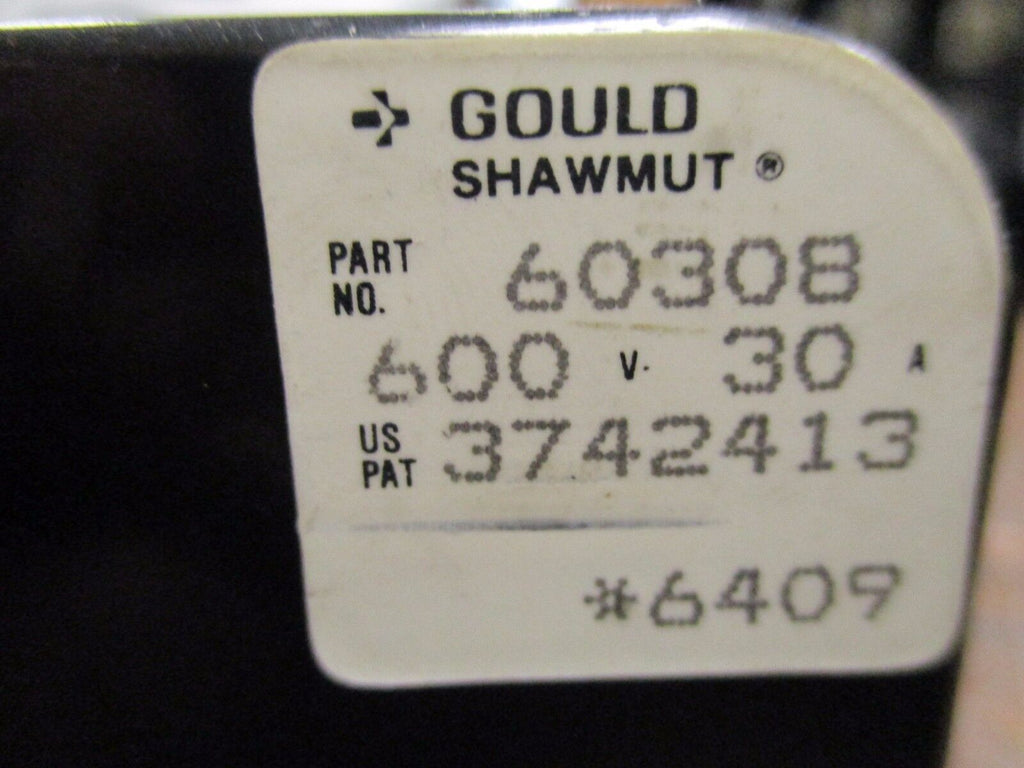 GOULD
SHAWMUT ®
PART NO. 60308
600 V. 30 A
US PAT 3742413
*6409